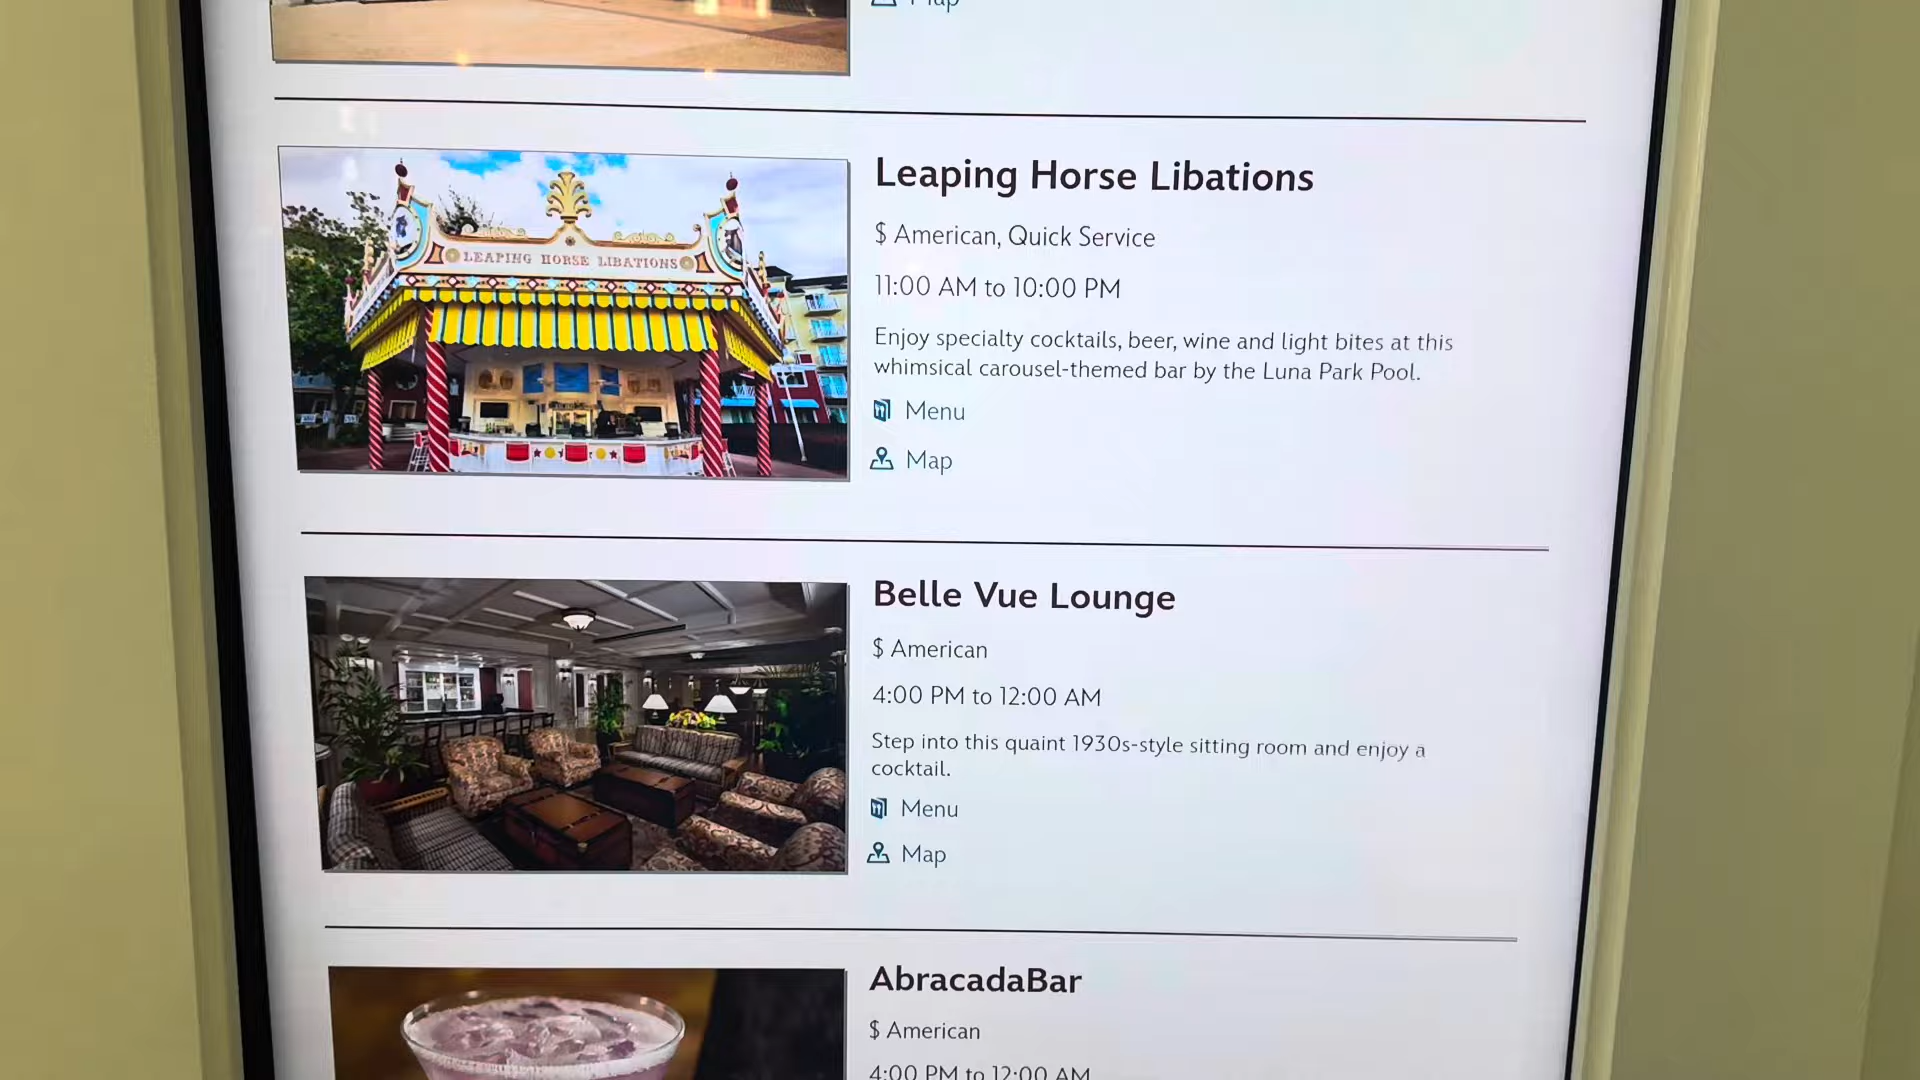 Map
Leaping Horse Libations
LEAPING HORSE LIBATIONS
$ American, Quick Service
11:00 AM to 10:00 PM
Enjoy specialty cocktails, beer, wine and light bites at this
whimsical carousel-themed bar by the Luna Park Pool.
Menu
Map
Belle Vue Lounge
$ American
4:00 PM to 12:00 AM
Step into this quaint 1930s-style sitting room and enjoy a
cocktail.
Menu
Map
AbracadaBar
$ American
4:00 PM to 12:00 AM